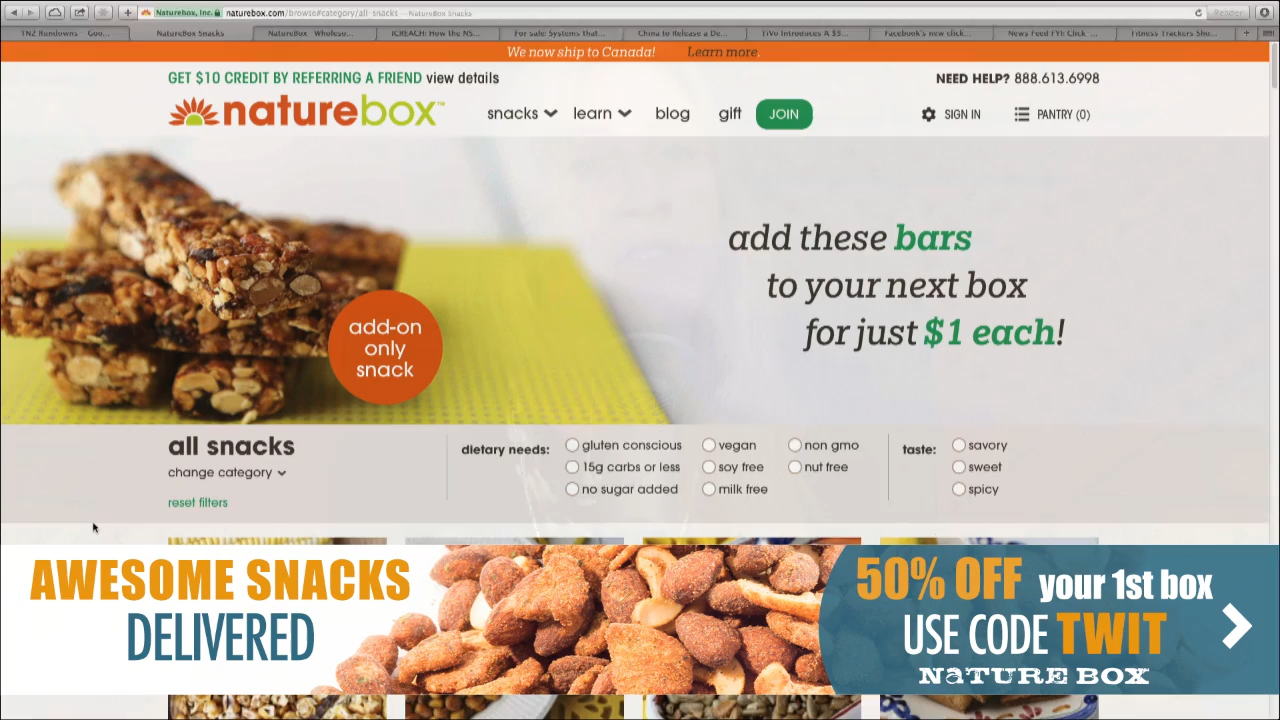 Naturebox, Inc. naturebox.com/browse#category/all-snacks — NatureBox Snacks
Reader
TN2 Rundowns – Goo... NatureBox Snacks NatureBox – Wholeso... ICREACH: How the NS... For sale: Systems that... China to Release a De... TiVo Introduces A $5... Facebook's new click... News Feed FYI: Click-... Fitness Trackers Sho...
We now ship to Canada! Learn more.
GET $10 CREDIT BY REFERRING A FRIEND view details NEED HELP? 888.613.6998
naturebox™ snacks learn blog gift JOIN SIGN IN PANTRY (0)
add these bars
to your next box
for just $1 each!
add-on
only
snack
all snacks
change category
reset filters
dietary needs: gluten conscious vegan non gmo
15g carbs or less soy free nut free
no sugar added milk free
taste: savory
sweet
spicy
AWESOME SNACKS
DELIVERED
50% OFF your 1st box
USE CODE TWIT
NATURE BOX